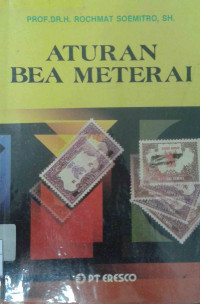 PROF.DR.H. ROCHMAT SOEMITRO, SH.
ATURAN
BEA METERAI
PT ERESCO